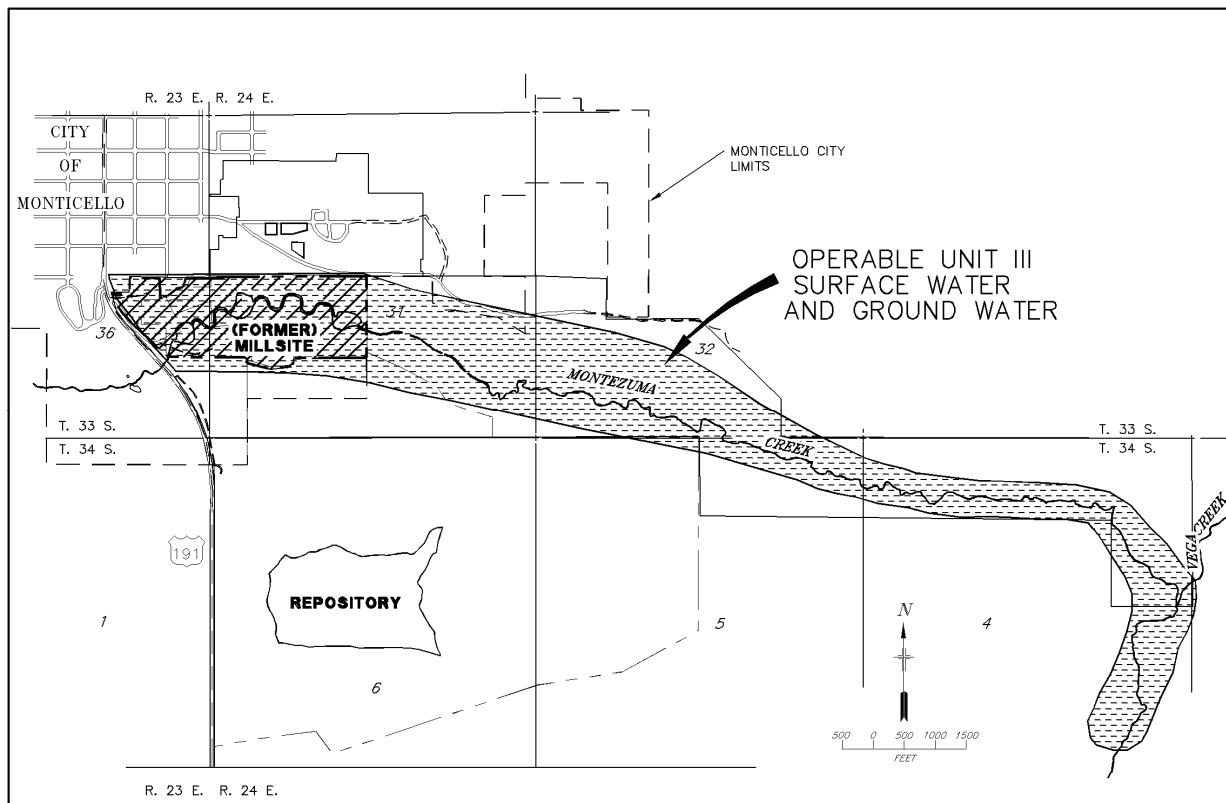 R. 23 E. R. 24 E.
CITY
OF
MONTICELLO
MONTICELLO CITY
LIMITS
OPERABLE UNIT III
SURFACE WATER
AND GROUND WATER
36
31
32
(FORMER)
MILLSITE
MONTEZUMA
CREEK
T. 33 S.
T. 34 S.
T. 33 S.
T. 34 S.
VEGA CREEK
191
REPOSITORY
1
6
5
4
N
500 0 500 1000 1500
FEET
R. 23 E. R. 24 E.